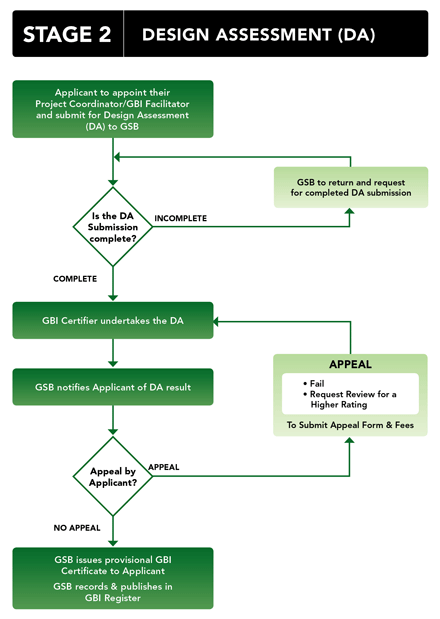 STAGE 2
DESIGN ASSESSMENT (DA)
Applicant to appoint their
Project Coordinator/GBI Facilitator
and submit for Design Assessment
(DA) to GSB
GSB to return and request
for completed DA submission
Is the DA
Submission
complete?
INCOMPLETE
COMPLETE
GBI Certifier undertakes the DA
APPEAL
• Fail
• Request Review for a
Higher Rating
To Submit Appeal Form & Fees
GSB notifies Applicant of DA result
Appeal by
Applicant?
APPEAL
NO APPEAL
GSB issues provisional GBI
Certificate to Applicant
GSB records & publishes in
GBI Register